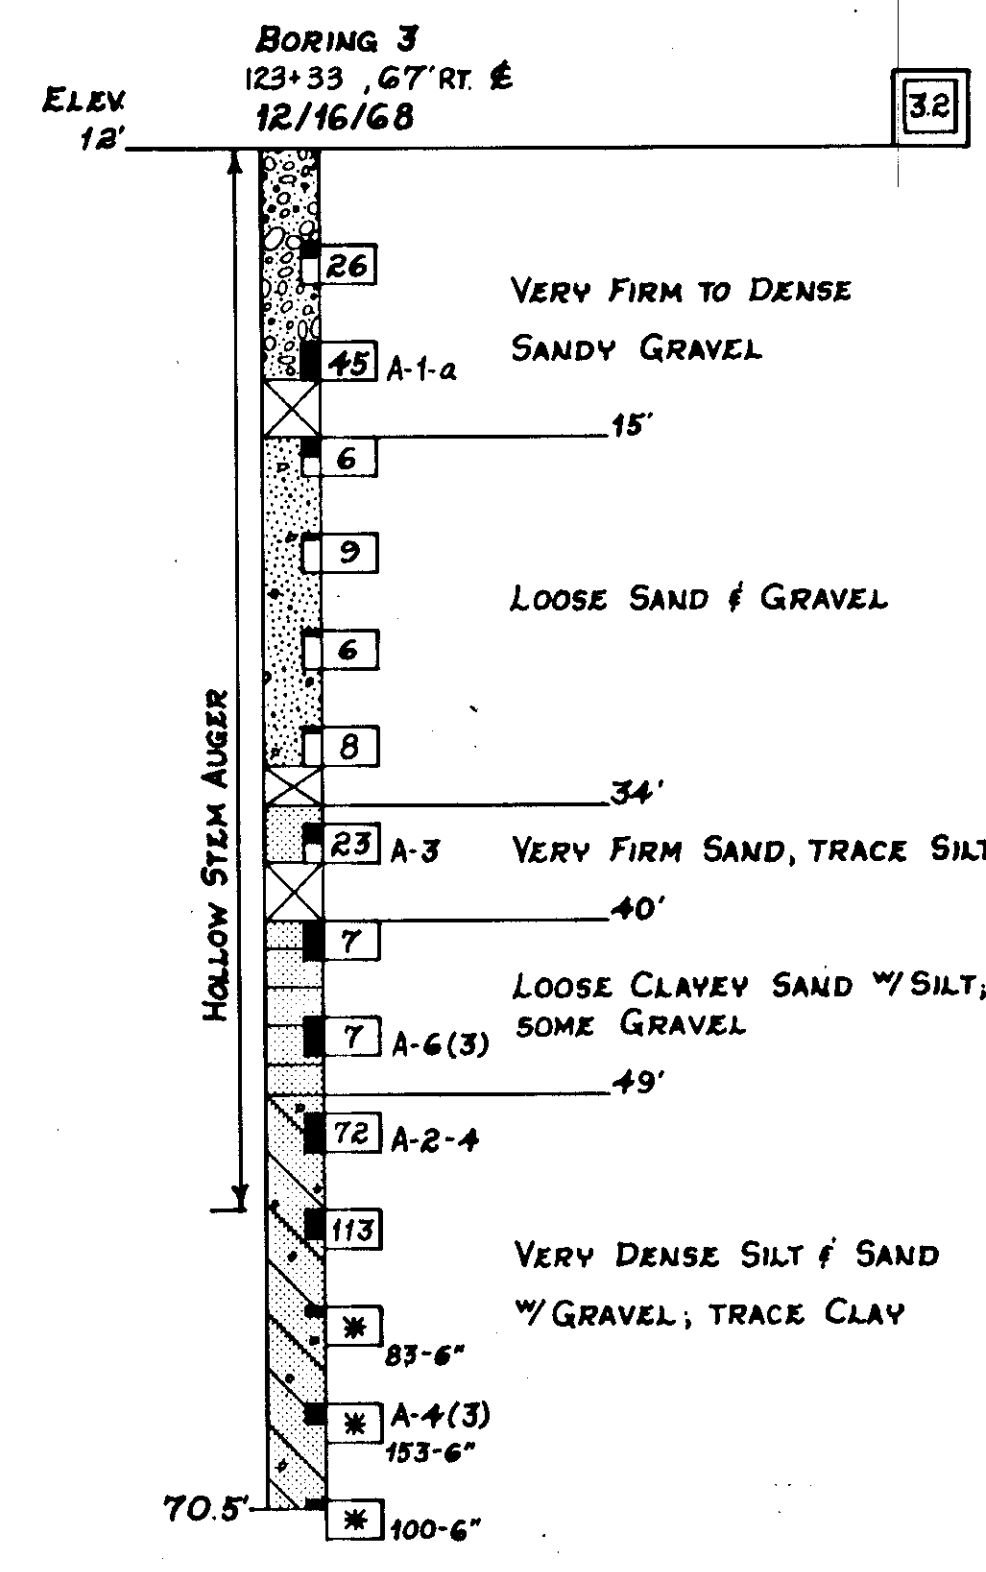 BORING 3
123+33 , 67' RT. ℄
ELEV. 12/16/68
12'
3.2
26
VERY FIRM TO DENSE
SANDY GRAVEL
45 A-1-a
15'
6
9
LOOSE SAND & GRAVEL
6
8
HOLLOW STEM AUGER
34'
23 A-3 VERY FIRM SAND, TRACE SILT
40'
7
LOOSE CLAYEY SAND W/ SILT;
SOME GRAVEL
7 A-6(3)
49'
72 A-2-4
113
VERY DENSE SILT & SAND
W/ GRAVEL; TRACE CLAY
*
83-6"
* A-4(3)
153-6"
70.5'
* 100-6"